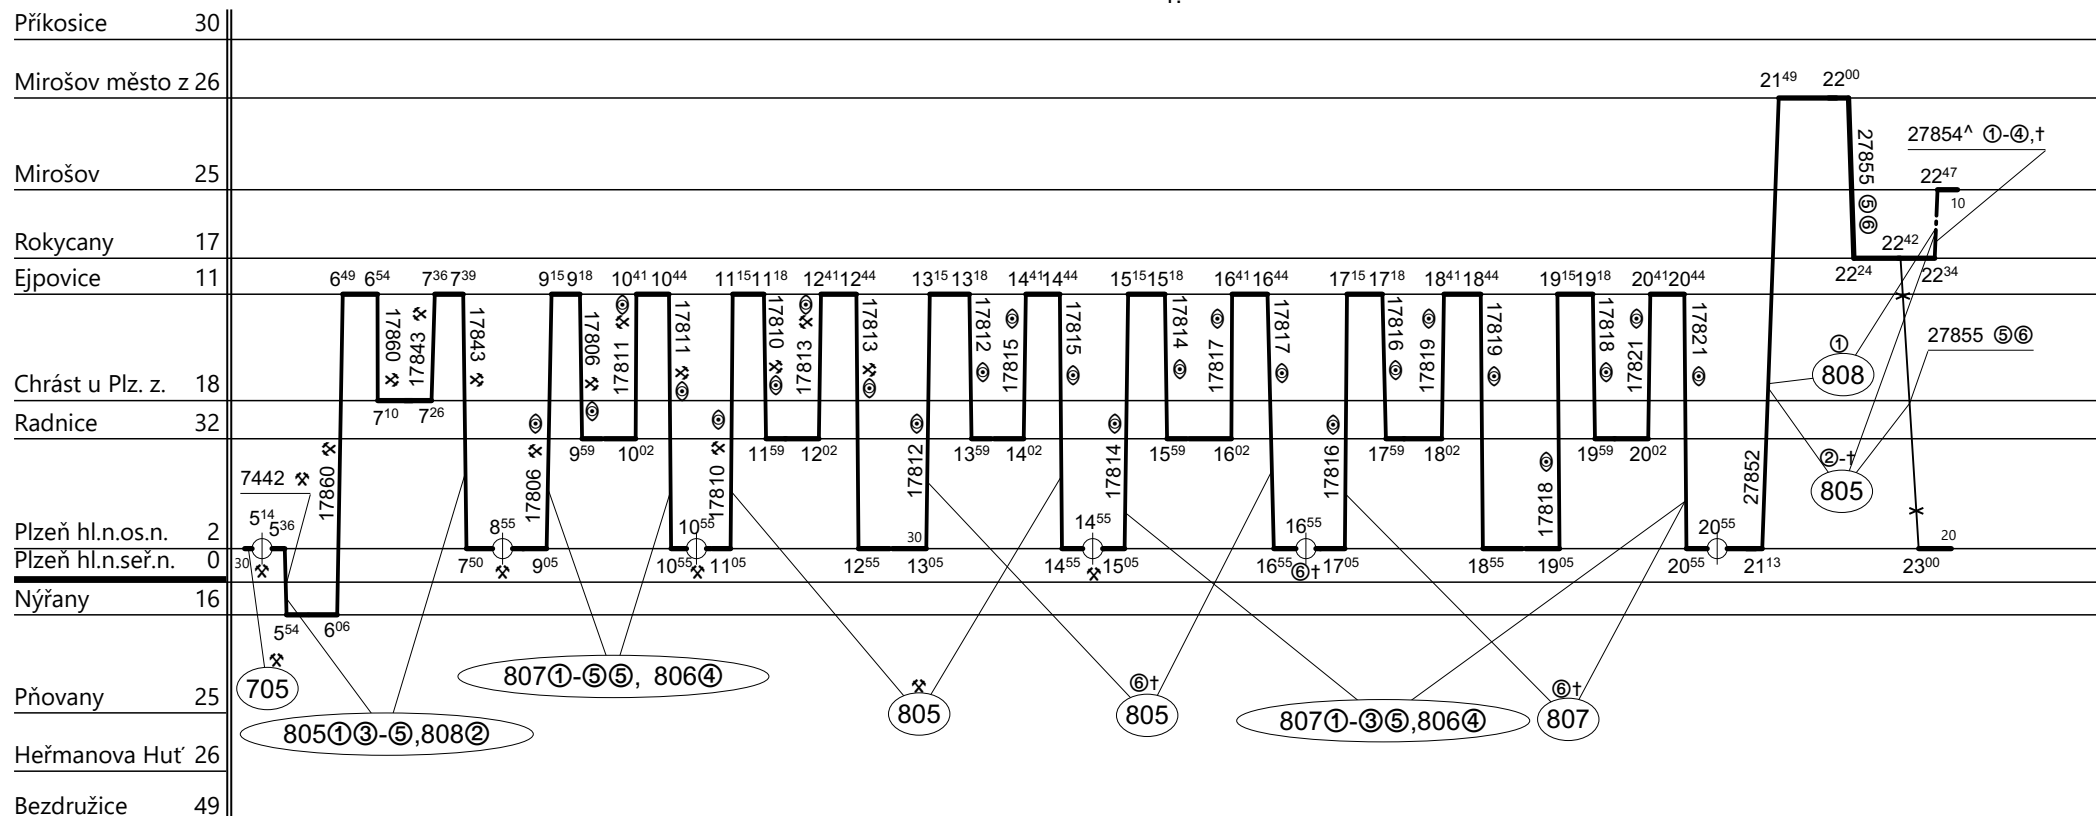 Příkosice 30
Mirošov město z 26
21⁴⁹ 22⁰⁰
27854^ ①-④,†
27855 ⑤⑥
Mirošov 25
22⁴⁷
10
Rokycany 17
22⁴²
22²⁴ 22³⁴
Ejpovice 11
6⁴⁹ 6⁵⁴ 7³⁶ 7³⁹ 9¹⁵ 9¹⁸ 10⁴¹ 10⁴⁴ 11¹⁵ 11¹⁸ 12⁴¹ 12⁴⁴ 13¹⁵ 13¹⁸ 14⁴¹ 14⁴⁴ 15¹⁵ 15¹⁸ 16⁴¹ 16⁴⁴ 17¹⁵ 17¹⁸ 18⁴¹ 18⁴⁴ 19¹⁵ 19¹⁸ 20⁴¹ 20⁴⁴
17860 ⚒ 17860 ⚒ 17843 ⚒ 17843 ⚒
17806 ⚒ 17806 ⚒ 17811 ⚒ 17811 ⚒
17810 ⚒ 17810 ⚒ 17813 ⚒ 17813 ⚒
17812 17812 17815 17815
17814 17814 17817 17817
17816 17816 17819 17819
17818 17818 17821 17821
27852
27855 ⑤⑥
①
808
Chrást u Plz. z. 18
7¹⁰ 7²⁶
Radnice 32
9⁵⁹ 10⁰² 11⁵⁹ 12⁰² 13⁵⁹ 14⁰² 15⁵⁹ 16⁰² 17⁵⁹ 18⁰² 19⁵⁹ 20⁰²
7442 ⚒
②-†
805
Plzeň hl.n.os.n. 2
5¹⁴ 5³⁶ 8⁵⁵ 10⁵⁵ 30 14⁵⁵ 16⁵⁵ 20⁵⁵ 20
Plzeň hl.n.seř.n. 0
30 ⚒ 7⁵⁰ ⚒ 9⁰⁵ 10⁵⁵ ⚒ 11⁰⁵ 12⁵⁵ 13⁰⁵ 14⁵⁵ ⚒ 15⁰⁵ 16⁵⁵ ⑥† 17⁰⁵ 18⁵⁵ 19⁰⁵ 20⁵⁵ 21¹³ 23⁰⁰
Nýřany 16
5⁵⁴ 6⁰⁶
⚒
705
807①-⑤⑤, 806④
Pňovany 25
805①③-⑤,808②
⚒
805
⑥†
805
807①-③⑤,806④
⑥†
807
Heřmanova Huť 26
Bezdružice 49